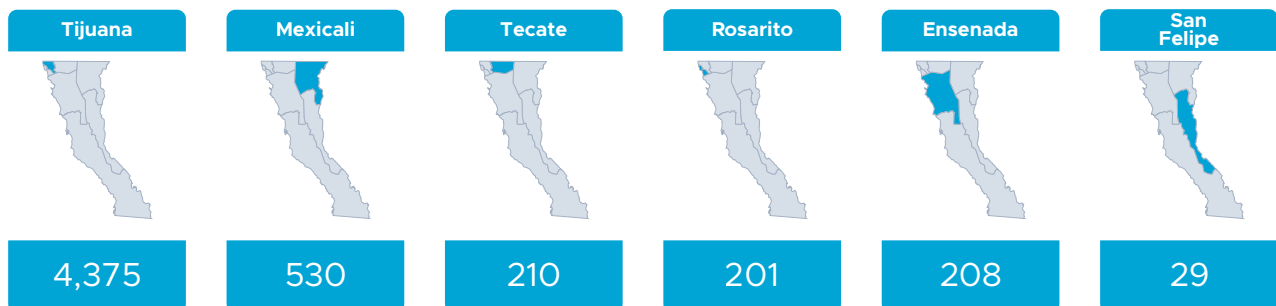 Tijuana
Mexicali
Tecate
Rosarito
Ensenada
San
Felipe
4,375
530
210
201
208
29